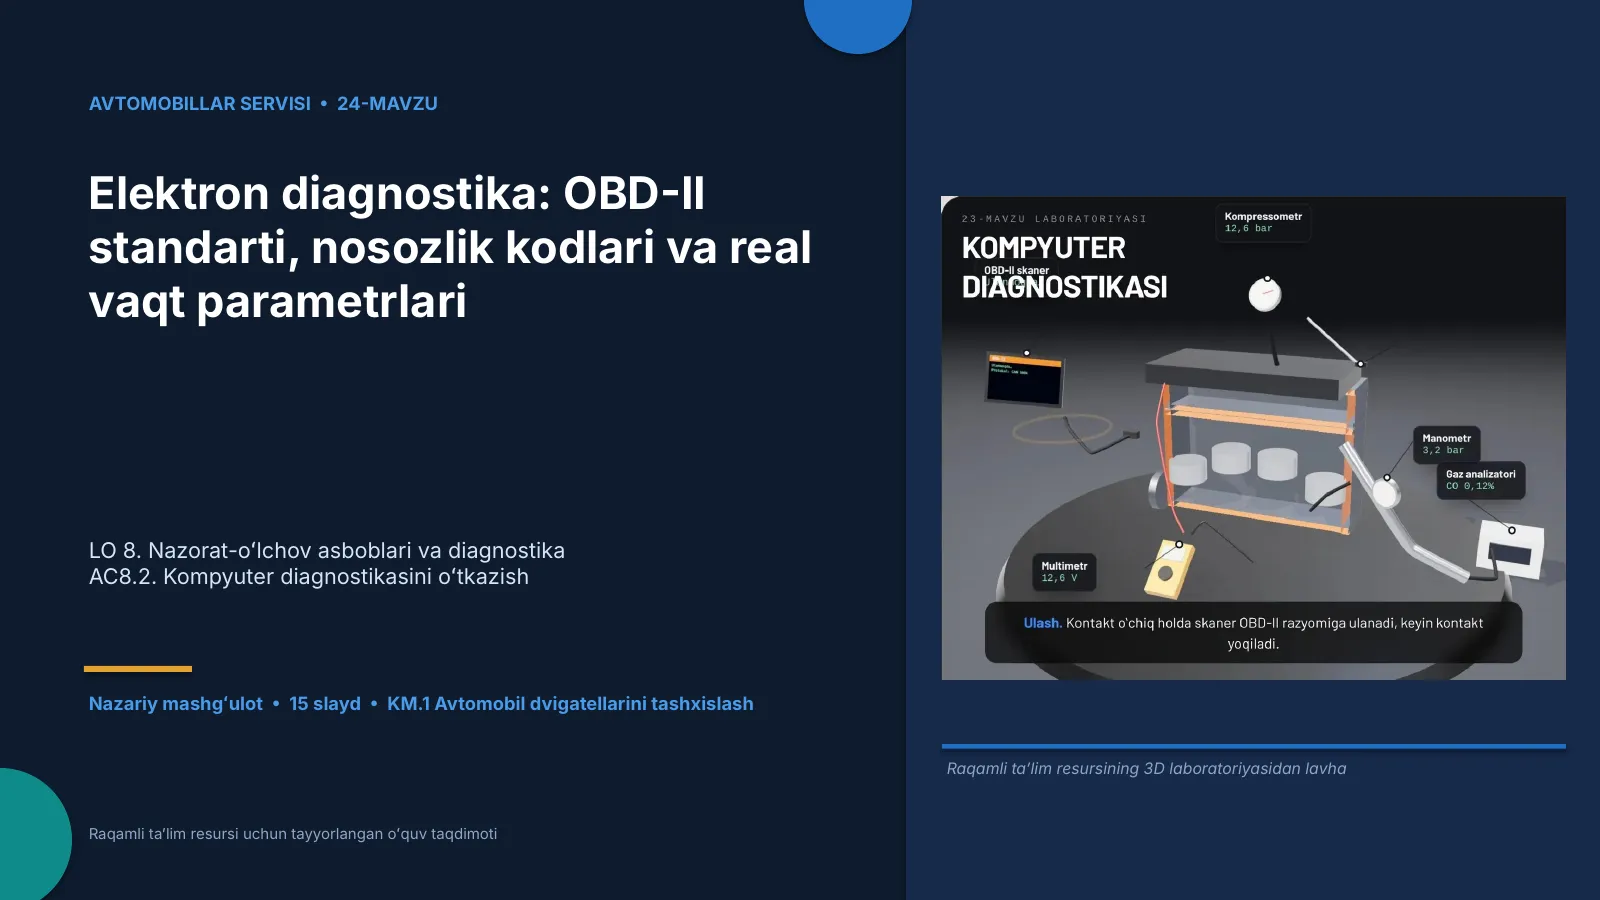 AVTOMOBILLAR SERVISI • 24-MAVZU
Elektron diagnostika: OBD-II
standarti, nosozlik kodlari va real
vaqt parametrlari
LO 8. Nazorat-oʻlchov asboblari va diagnostika
AC8.2. Kompyuter diagnostikasini oʻtkazish
Nazariy mashgʻulot • 15 slayd • KM.1 Avtomobil dvigatellarini tashxislash
Raqamli taʼlim resursi uchun tayyorlangan oʻquv taqdimoti
23-MAVZU LABORATORIYASI
KOMPYUTER
DIAGNOSTIKASI
OBD-II skaner
Kompressometr
12,6 bar
Manometr
3,2 bar
Gaz analizatori
CO 0,12%
Multimetr
12,6 V
Ulash. Kontakt o'chiq holda skaner OBD-II razyomiga ulanadi, keyin kontakt
yoqiladi.
Raqamli taʼlim resursining 3D laboratoriyasidan lavha